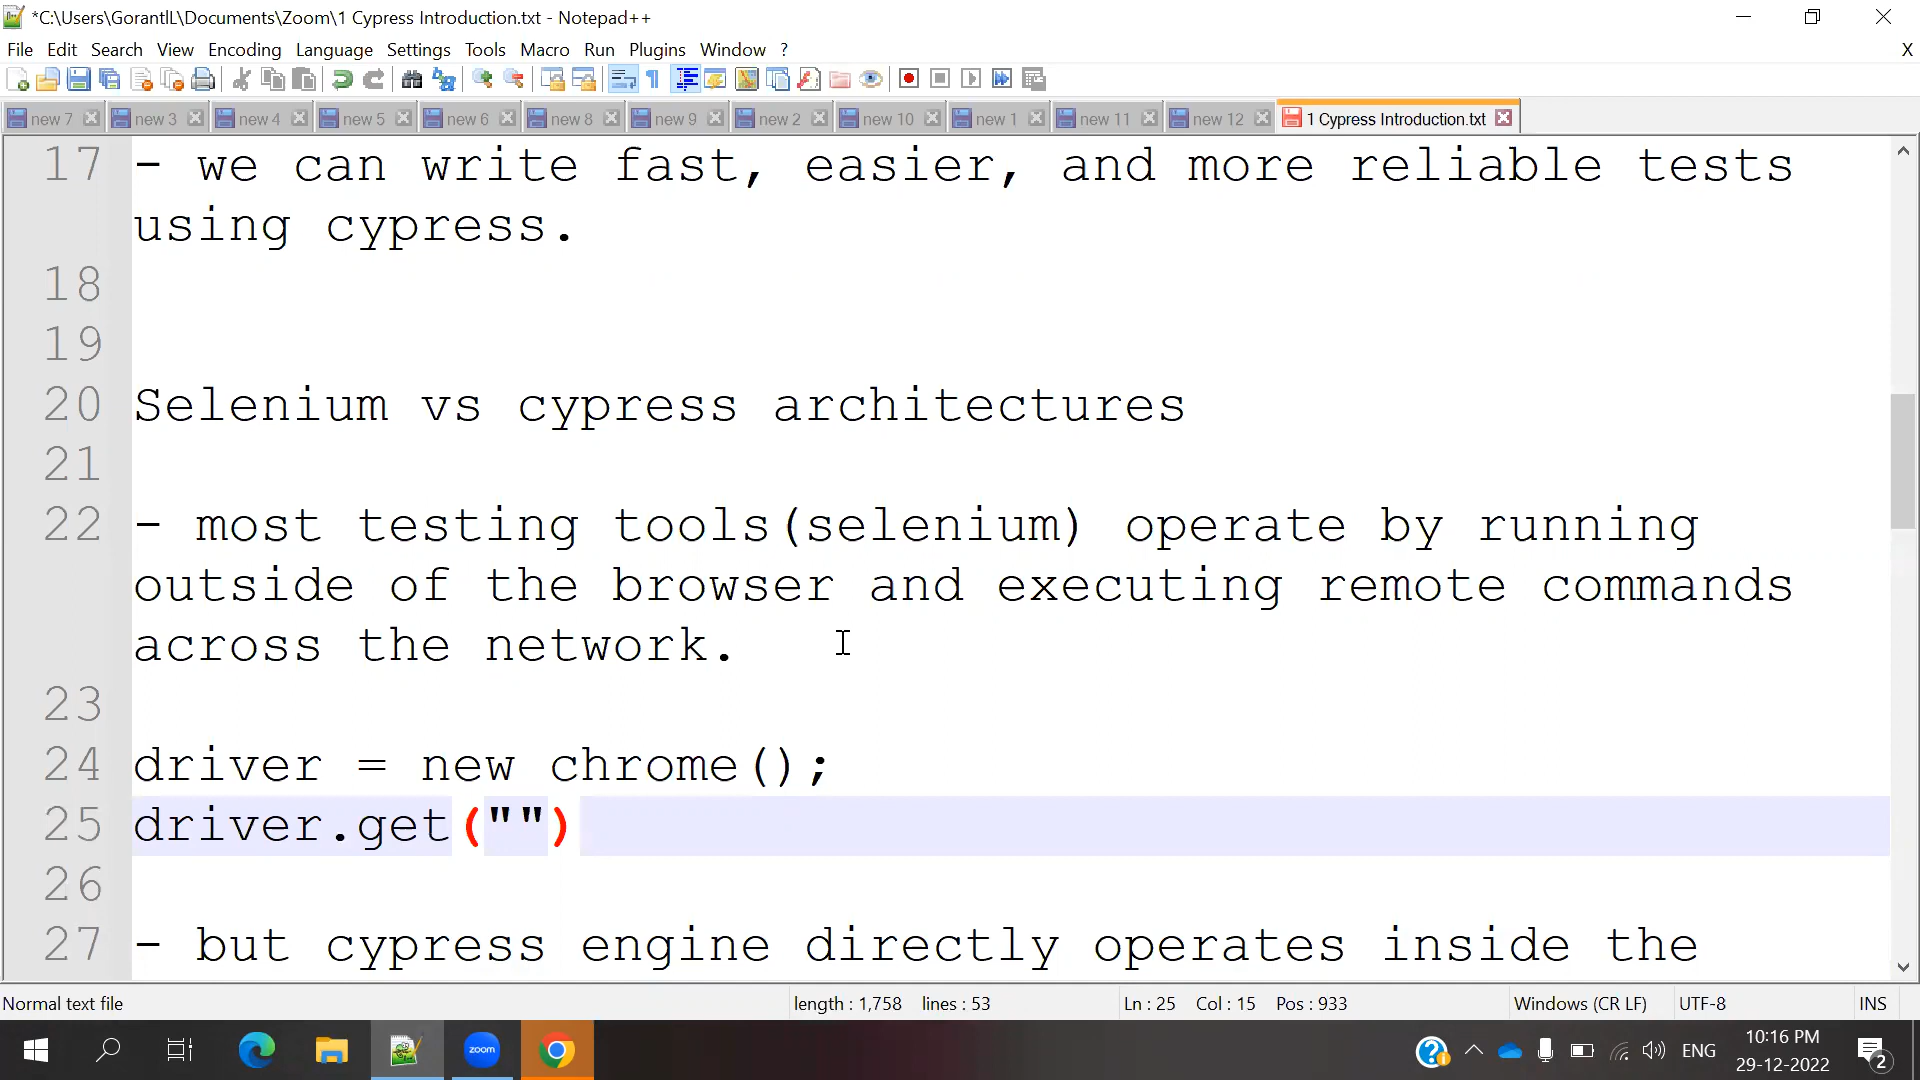 *C:\Users\GorantlL\Documents\Zoom\1 Cypress Introduction.txt - Notepad++
File Edit Search View Encoding Language Settings Tools Macro Run Plugins Window ? X
new 7 new 3 new 4 new 5 new 6 new 8 new 9 new 2 new 10 new 1 new 11 new 12 1 Cypress Introduction.txt
17 - we can write fast, easier, and more reliable tests
using cypress.
18
19
20 Selenium vs cypress architectures
21
22 - most testing tools(selenium) operate by running
outside of the browser and executing remote commands
across the network.
23
24 driver = new chrome();
25 driver.get("")
26
27 - but cypress engine directly operates inside the
Normal text file length : 1,758 lines : 53 Ln : 25 Col : 15 Pos : 933 Windows (CR LF) UTF-8 INS
zoom ENG 10:16 PM
29-12-2022 2